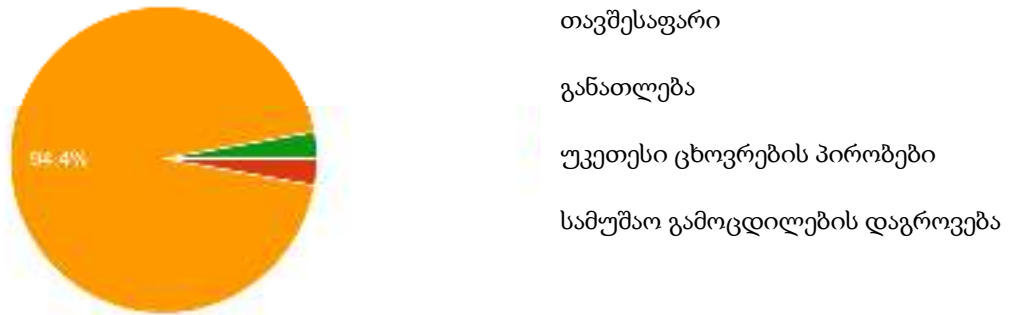 94.4%
თავშესაფარი
განათლება
უკეთესი ცხოვრების პირობები
სამუშაო გამოცდილების დაგროვება